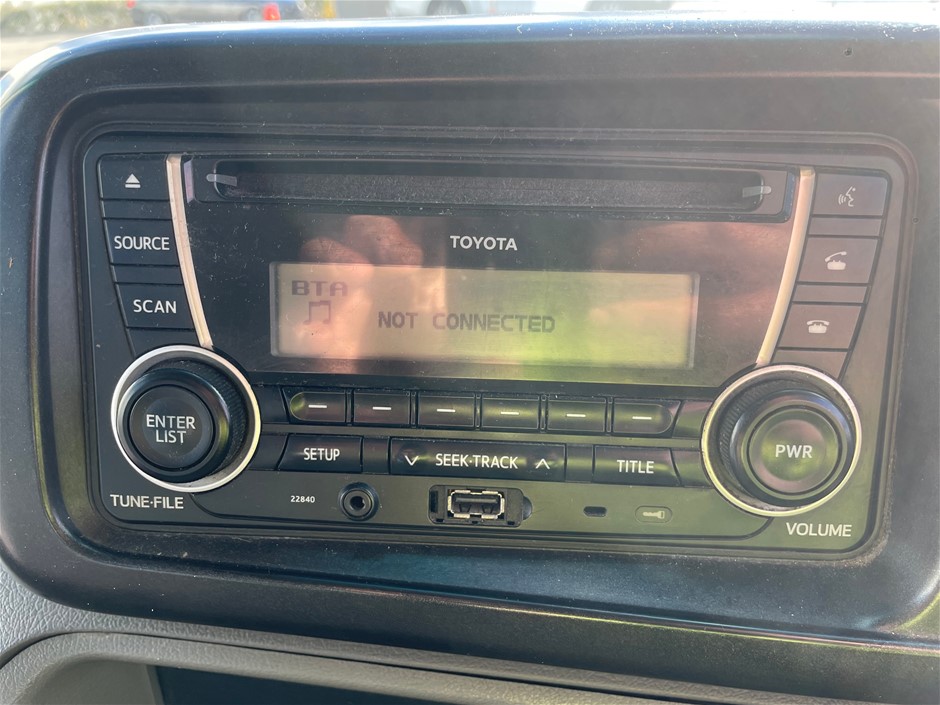 TOYOTA
SOURCE
SCAN
BTA
NOT CONNECTED
ENTER
LIST
TUNE·FILE
SETUP
SEEK·TRACK
TITLE
PWR
VOLUME
22840